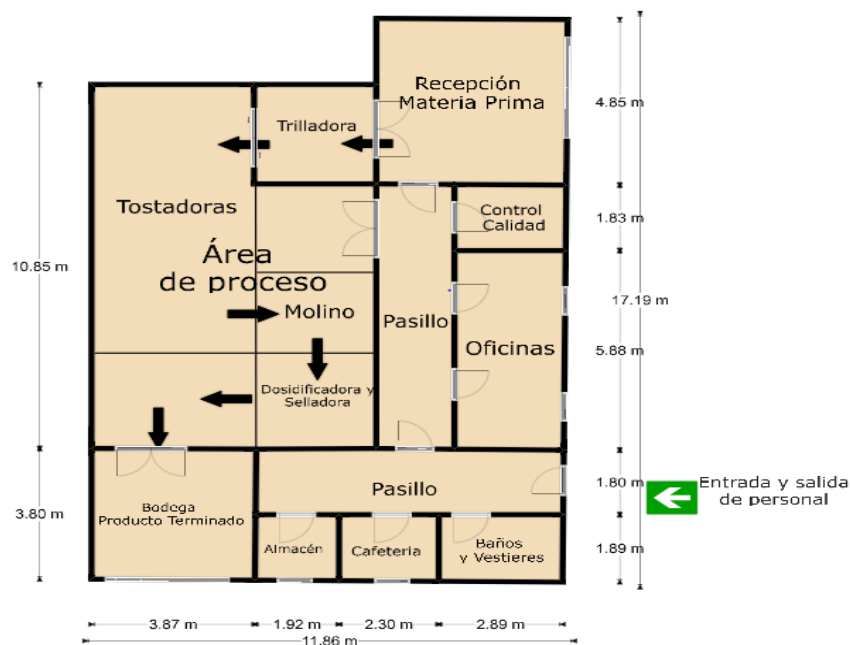 Recepción
Materia Prima
4.85 m
Trilladora
Tostadoras
Control
Calidad
1.83 m
Área
de proceso
10.85 m
Molino
Pasillo
Oficinas
17.19 m
5.88 m
Dosidificadora y
Selladora
Pasillo
1.80 m
Entrada y salida
de personal
3.80 m
Bodega
Producto Terminado
Almacén
Cafeteria
Baños
y Vestieres
1.89 m
3.87 m
1.92 m
2.30 m
2.89 m
11.86 m